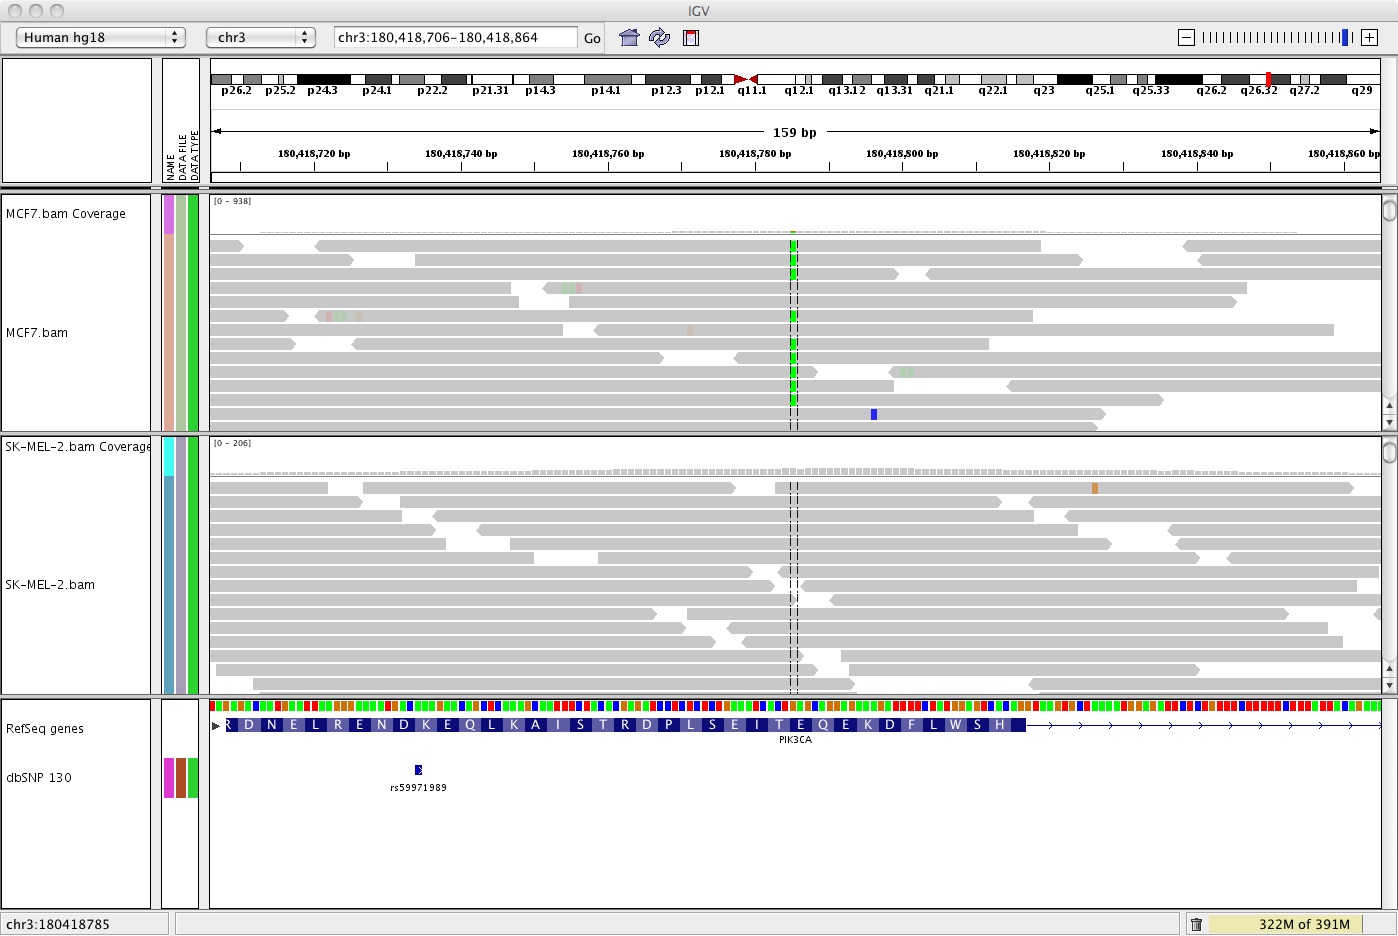 IGV
Human hg18 chr3 chr3:180,418,706-180,418,864 Go
p26.2 p25.2 p24.3 p24.1 p22.2 p21.31 p14.3 p14.1 p12.3 p12.1 q11.1 q12.1 q13.12 q13.31 q21.1 q22.1 q23 q25.1 q25.33 q26.2 q26.32 q27.2 q29
159 bp
NAME
DATA FILE
DATA TYPE
180,418,720 bp 180,418,740 bp 180,418,760 bp 180,418,780 bp 180,418,800 bp 180,418,820 bp 180,418,840 bp 180,418,860 bp
MCF7.bam Coverage
[0 - 938]
MCF7.bam
SK-MEL-2.bam Coverage
[0 - 206]
SK-MEL-2.bam
RefSeq genes
R D N E L R E N D K E Q L K A I S T R D P L S E I T E Q E K D F L W S H
PIK3CA
dbSNP 130
rs59971989
chr3:180418785
322M of 391M